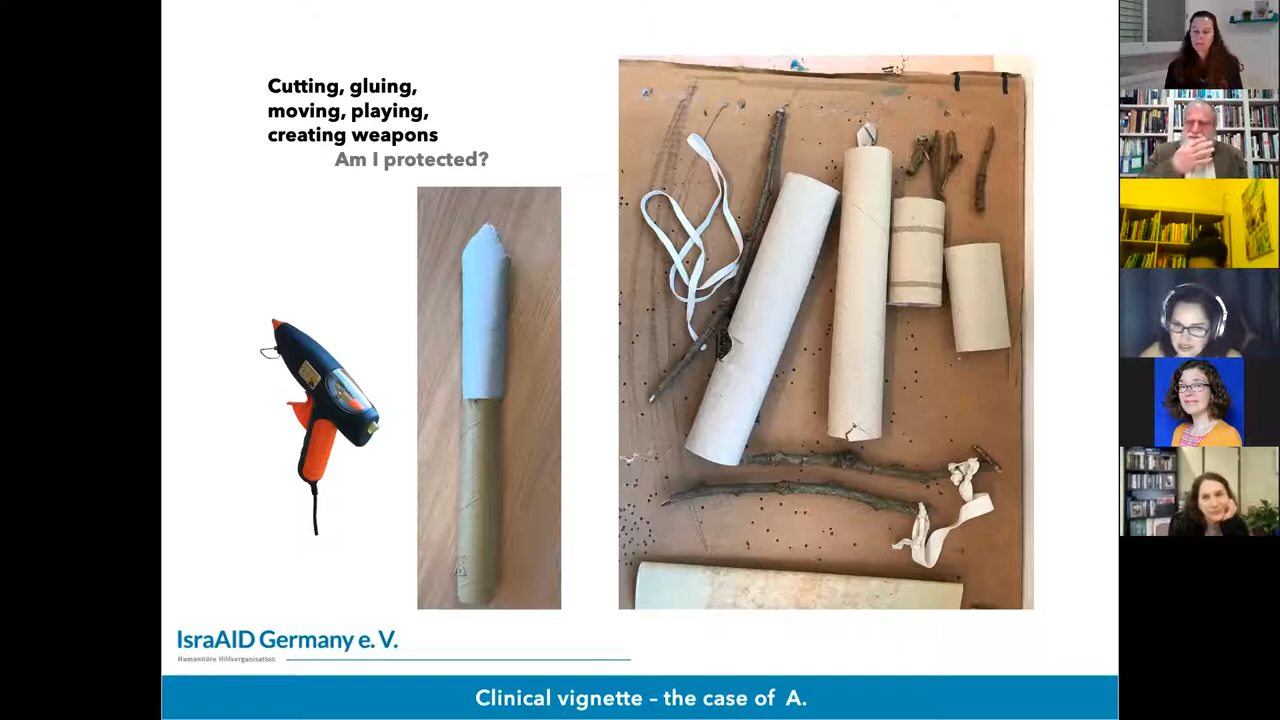 Cutting, gluing,
moving, playing,
creating weapons
Am I protected?
IsraAID Germany e. V.
Humanitäre Hilfsorganisation
Clinical vignette – the case of A.